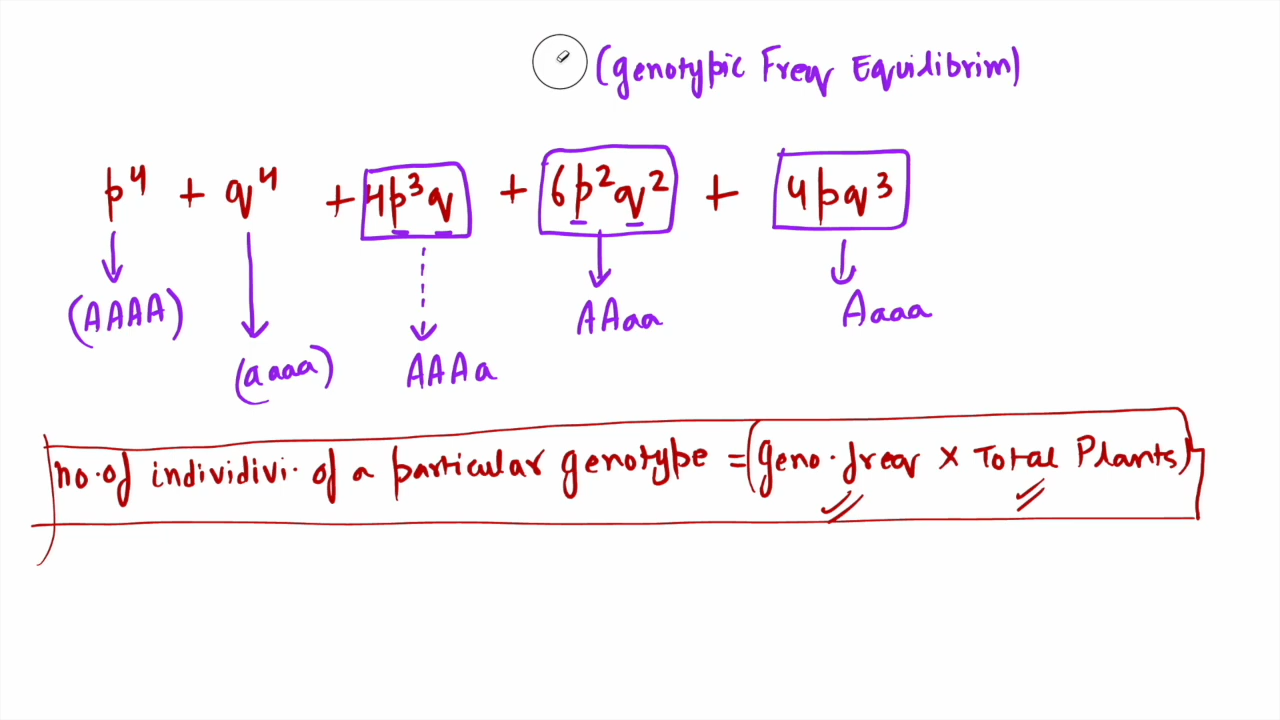 (genotypic Freq Equilibrim)
p⁴ + q⁴ + 4p³q + 6p²q² + 4pq³
(AAAA) (aaaa) AAAa AAaa Aaaa
no. of individivi. of a particular genotype = (geno. freq × Total Plants)